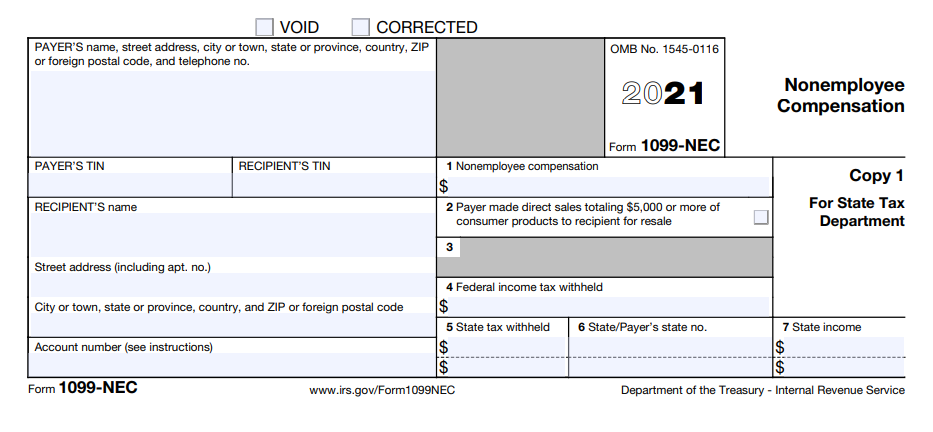 VOID CORRECTED
PAYER'S name, street address, city or town, state or province, country, ZIP
or foreign postal code, and telephone no.
OMB No. 1545-0116
2021
Form 1099-NEC
Nonemployee
Compensation
PAYER'S TIN
RECIPIENT'S TIN
1 Nonemployee compensation
$
Copy 1
For State Tax
Department
RECIPIENT'S name
2 Payer made direct sales totaling $5,000 or more of
consumer products to recipient for resale
3
Street address (including apt. no.)
4 Federal income tax withheld
$
City or town, state or province, country, and ZIP or foreign postal code
5 State tax withheld
$
$
6 State/Payer's state no.
7 State income
$
$
Account number (see instructions)
Form 1099-NEC
www.irs.gov/Form1099NEC
Department of the Treasury - Internal Revenue Service